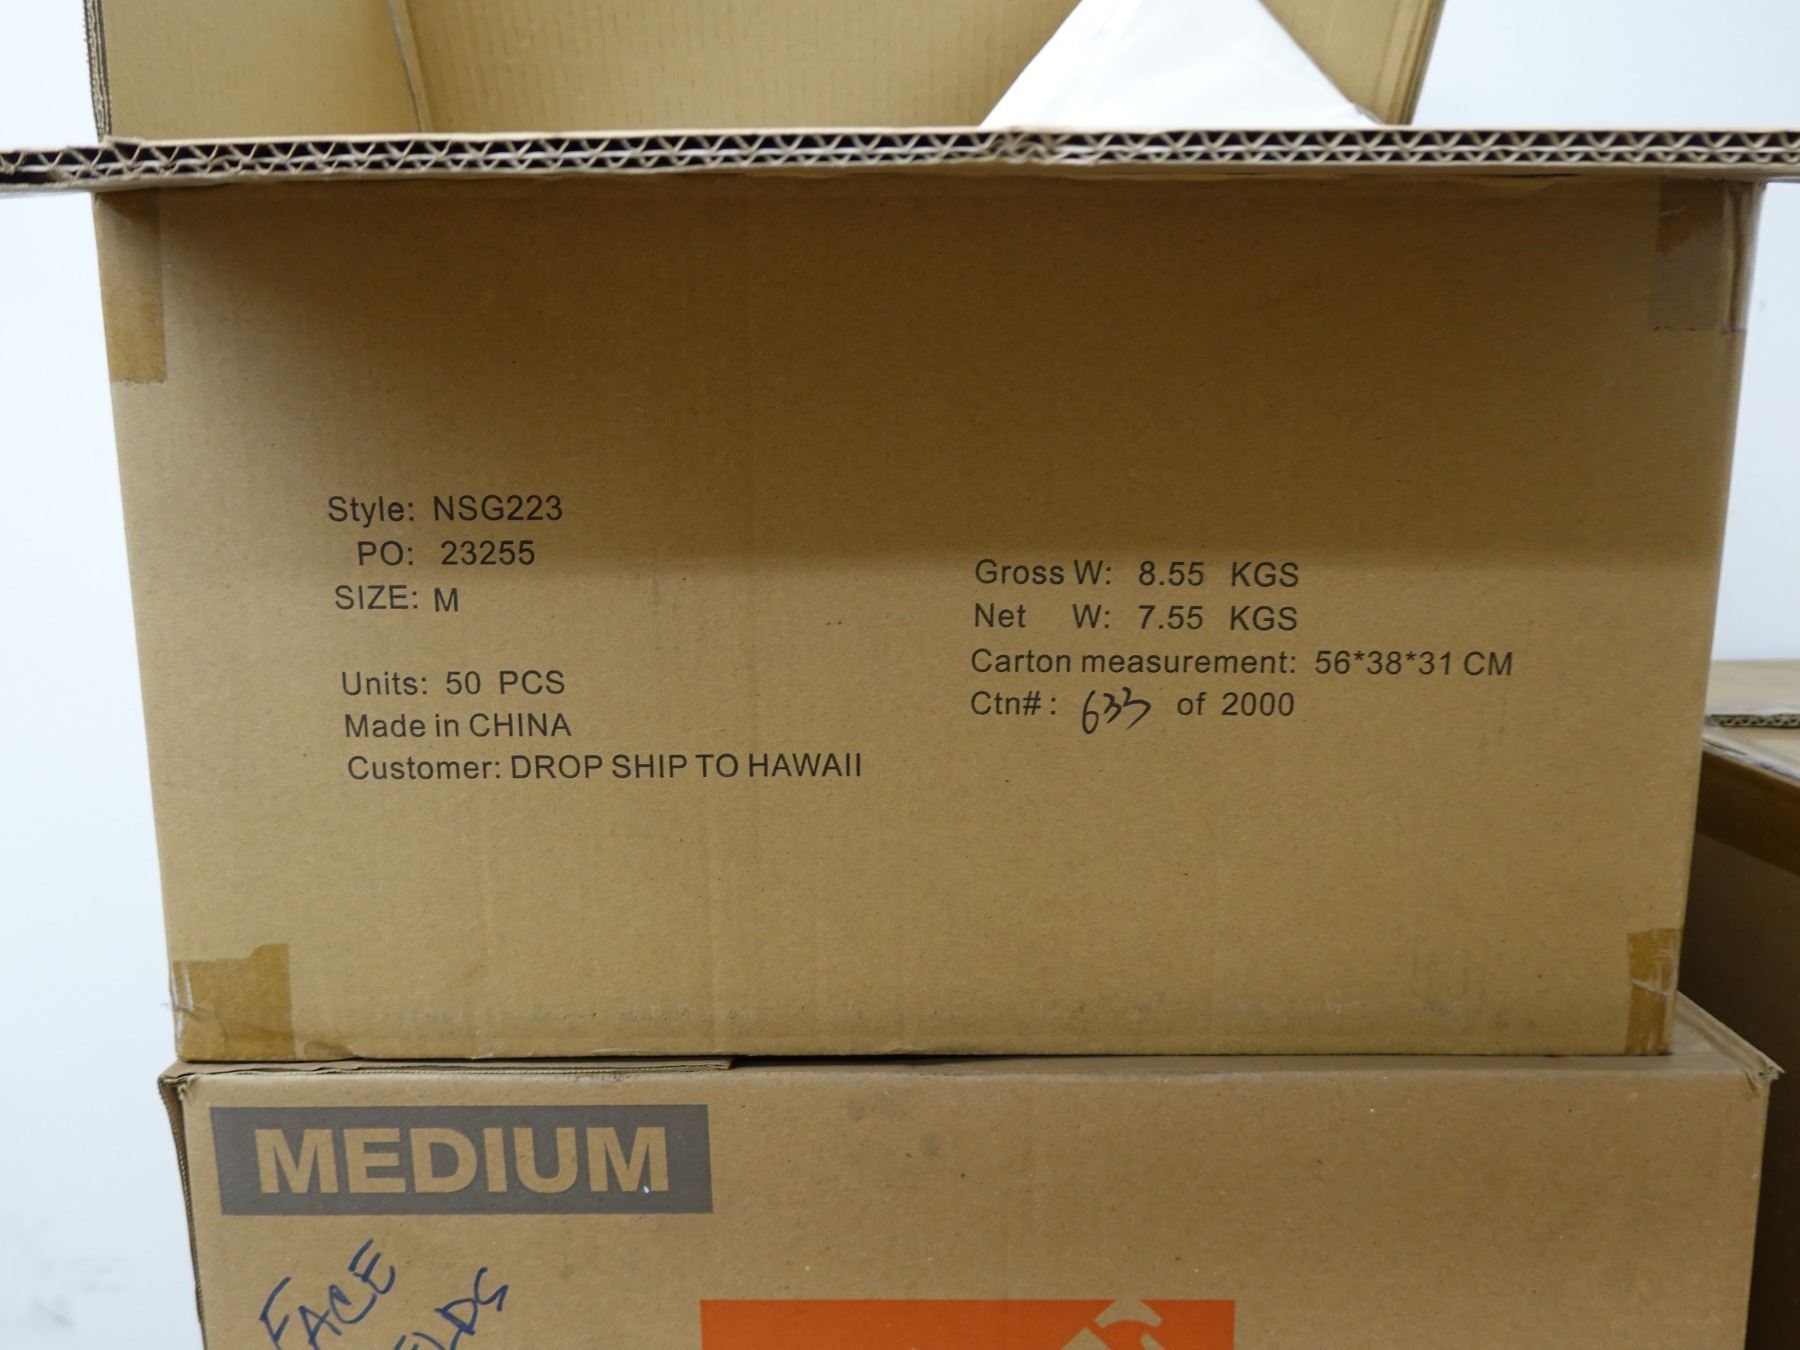 Style: NSG223
PO: 23255
SIZE: M
Units: 50 PCS
Made in CHINA
Customer: DROP SHIP TO HAWAII
Gross W: 8.55 KGS
Net W: 7.55 KGS
Carton measurement: 56*38*31 CM
Ctn#: 633 of 2000
MEDIUM
FACE